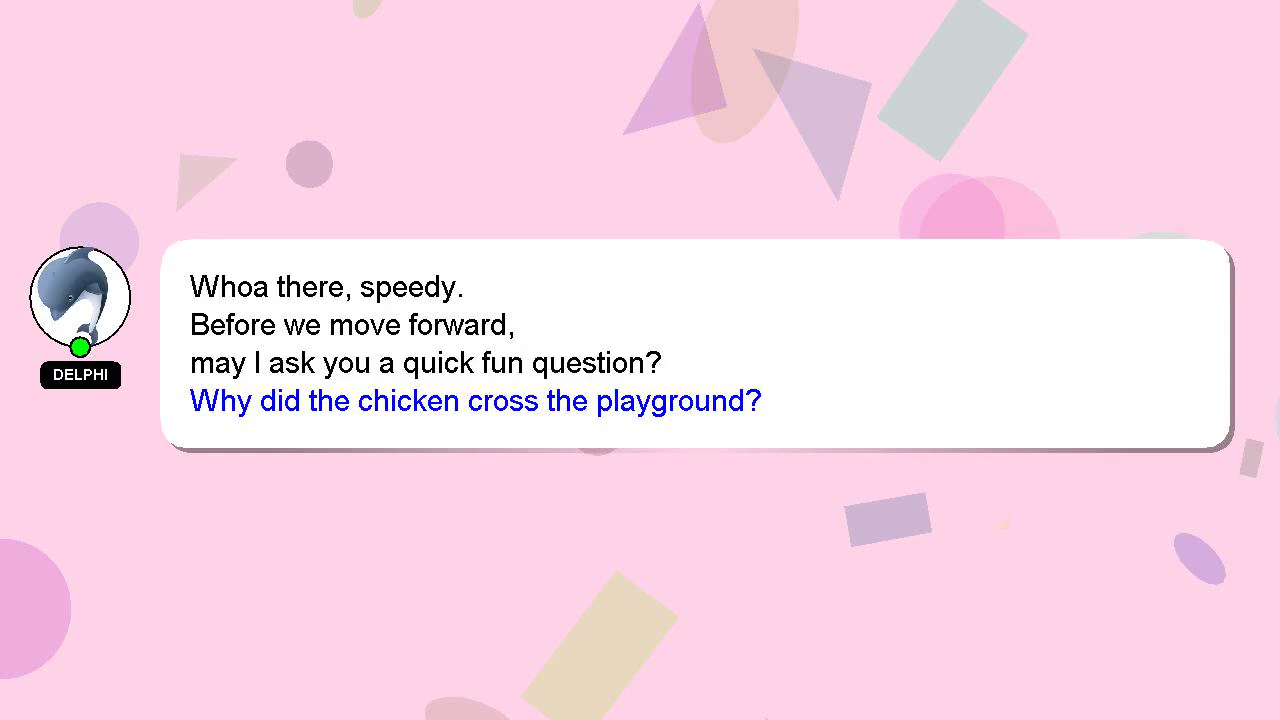 Whoa there, speedy.
Before we move forward,
may I ask you a quick fun question?
Why did the chicken cross the playground?
DELPHI